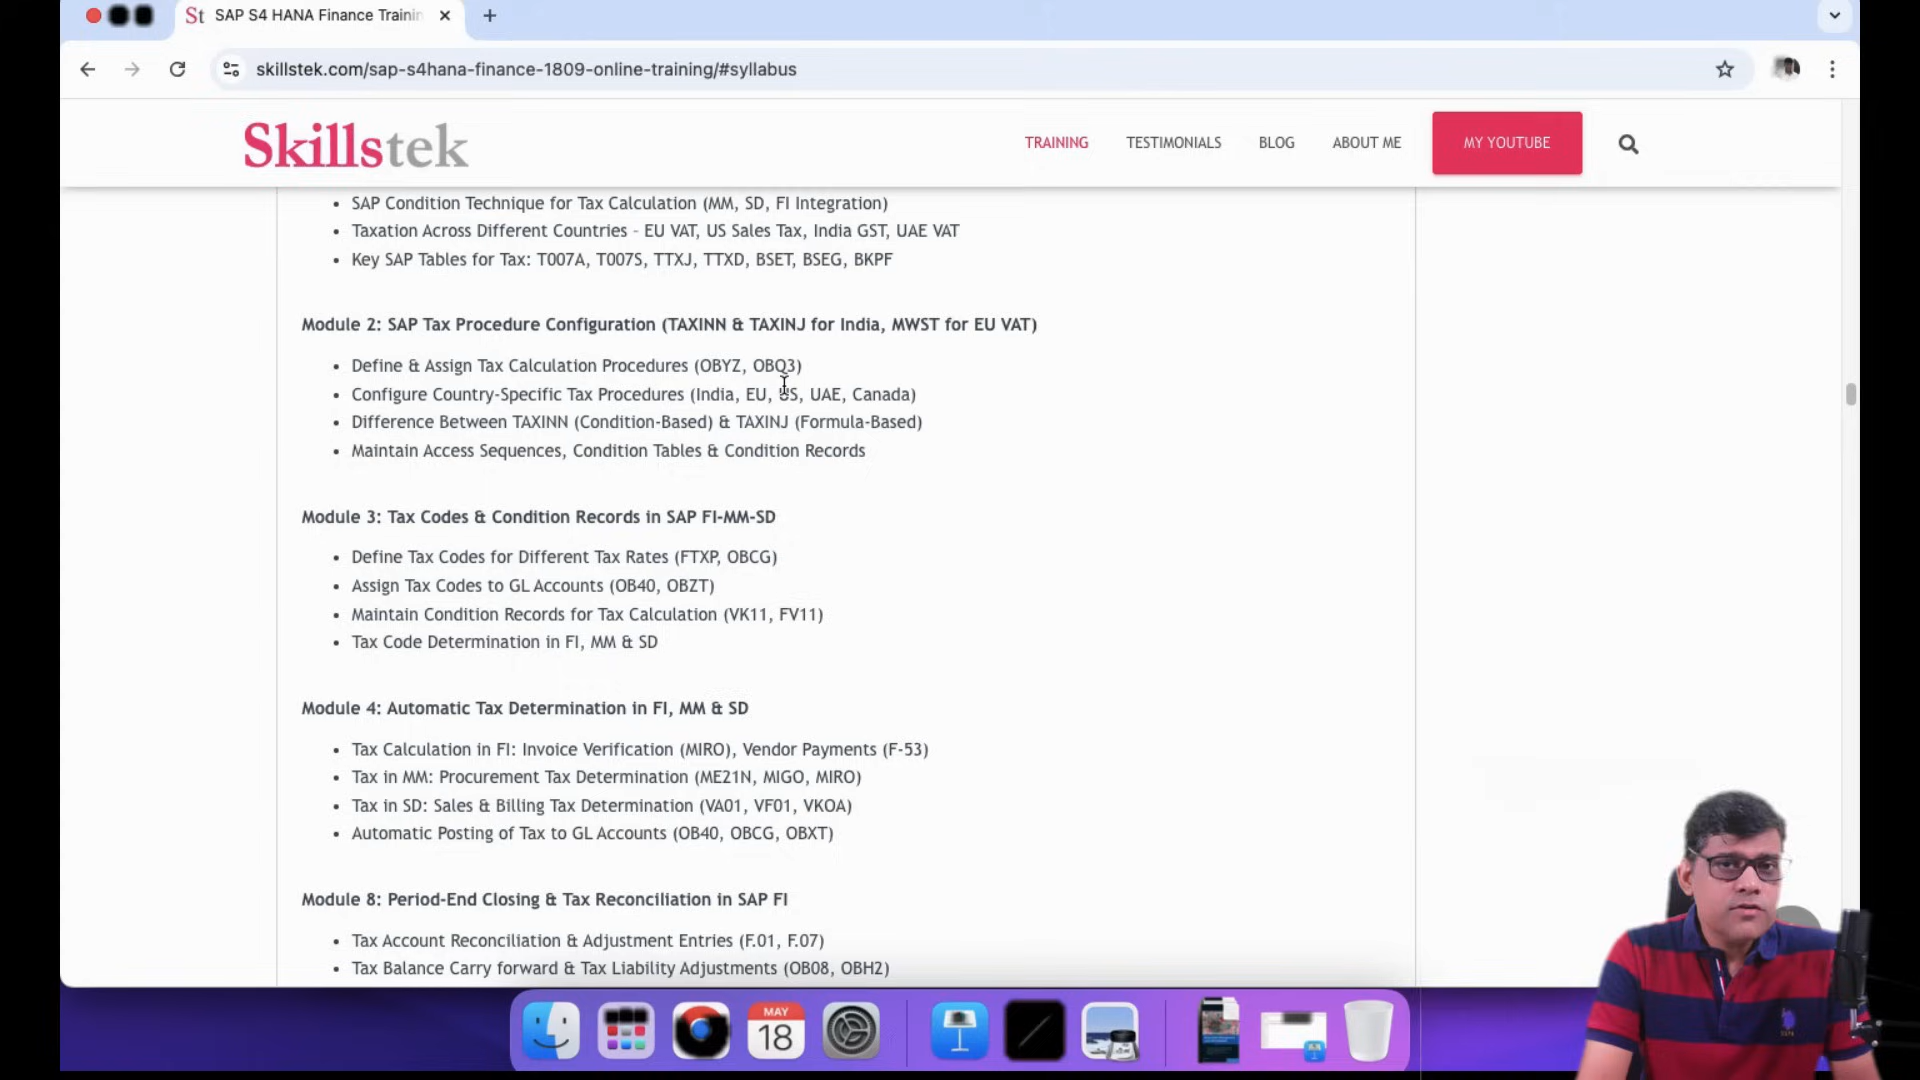 St SAP S4 HANA Finance Trainin
skillstek.com/sap-s4hana-finance-1809-online-training/#syllabus
Skillstek
TRAINING TESTIMONIALS BLOG ABOUT ME MY YOUTUBE
• SAP Condition Technique for Tax Calculation (MM, SD, FI Integration)
• Taxation Across Different Countries – EU VAT, US Sales Tax, India GST, UAE VAT
• Key SAP Tables for Tax: T007A, T007S, TTXJ, TTXD, BSET, BSEG, BKPF
Module 2: SAP Tax Procedure Configuration (TAXINN & TAXINJ for India, MWST for EU VAT)
• Define & Assign Tax Calculation Procedures (OBYZ, OBQ3)
• Configure Country-Specific Tax Procedures (India, EU, US, UAE, Canada)
• Difference Between TAXINN (Condition-Based) & TAXINJ (Formula-Based)
• Maintain Access Sequences, Condition Tables & Condition Records
Module 3: Tax Codes & Condition Records in SAP FI-MM-SD
• Define Tax Codes for Different Tax Rates (FTXP, OBCG)
• Assign Tax Codes to GL Accounts (OB40, OBZT)
• Maintain Condition Records for Tax Calculation (VK11, FV11)
• Tax Code Determination in FI, MM & SD
Module 4: Automatic Tax Determination in FI, MM & SD
• Tax Calculation in FI: Invoice Verification (MIRO), Vendor Payments (F-53)
• Tax in MM: Procurement Tax Determination (ME21N, MIGO, MIRO)
• Tax in SD: Sales & Billing Tax Determination (VA01, VF01, VKOA)
• Automatic Posting of Tax to GL Accounts (OB40, OBCG, OBXT)
Module 8: Period-End Closing & Tax Reconciliation in SAP FI
• Tax Account Reconciliation & Adjustment Entries (F.01, F.07)
• Tax Balance Carry forward & Tax Liability Adjustments (OB08, OBH2)
MAY
18